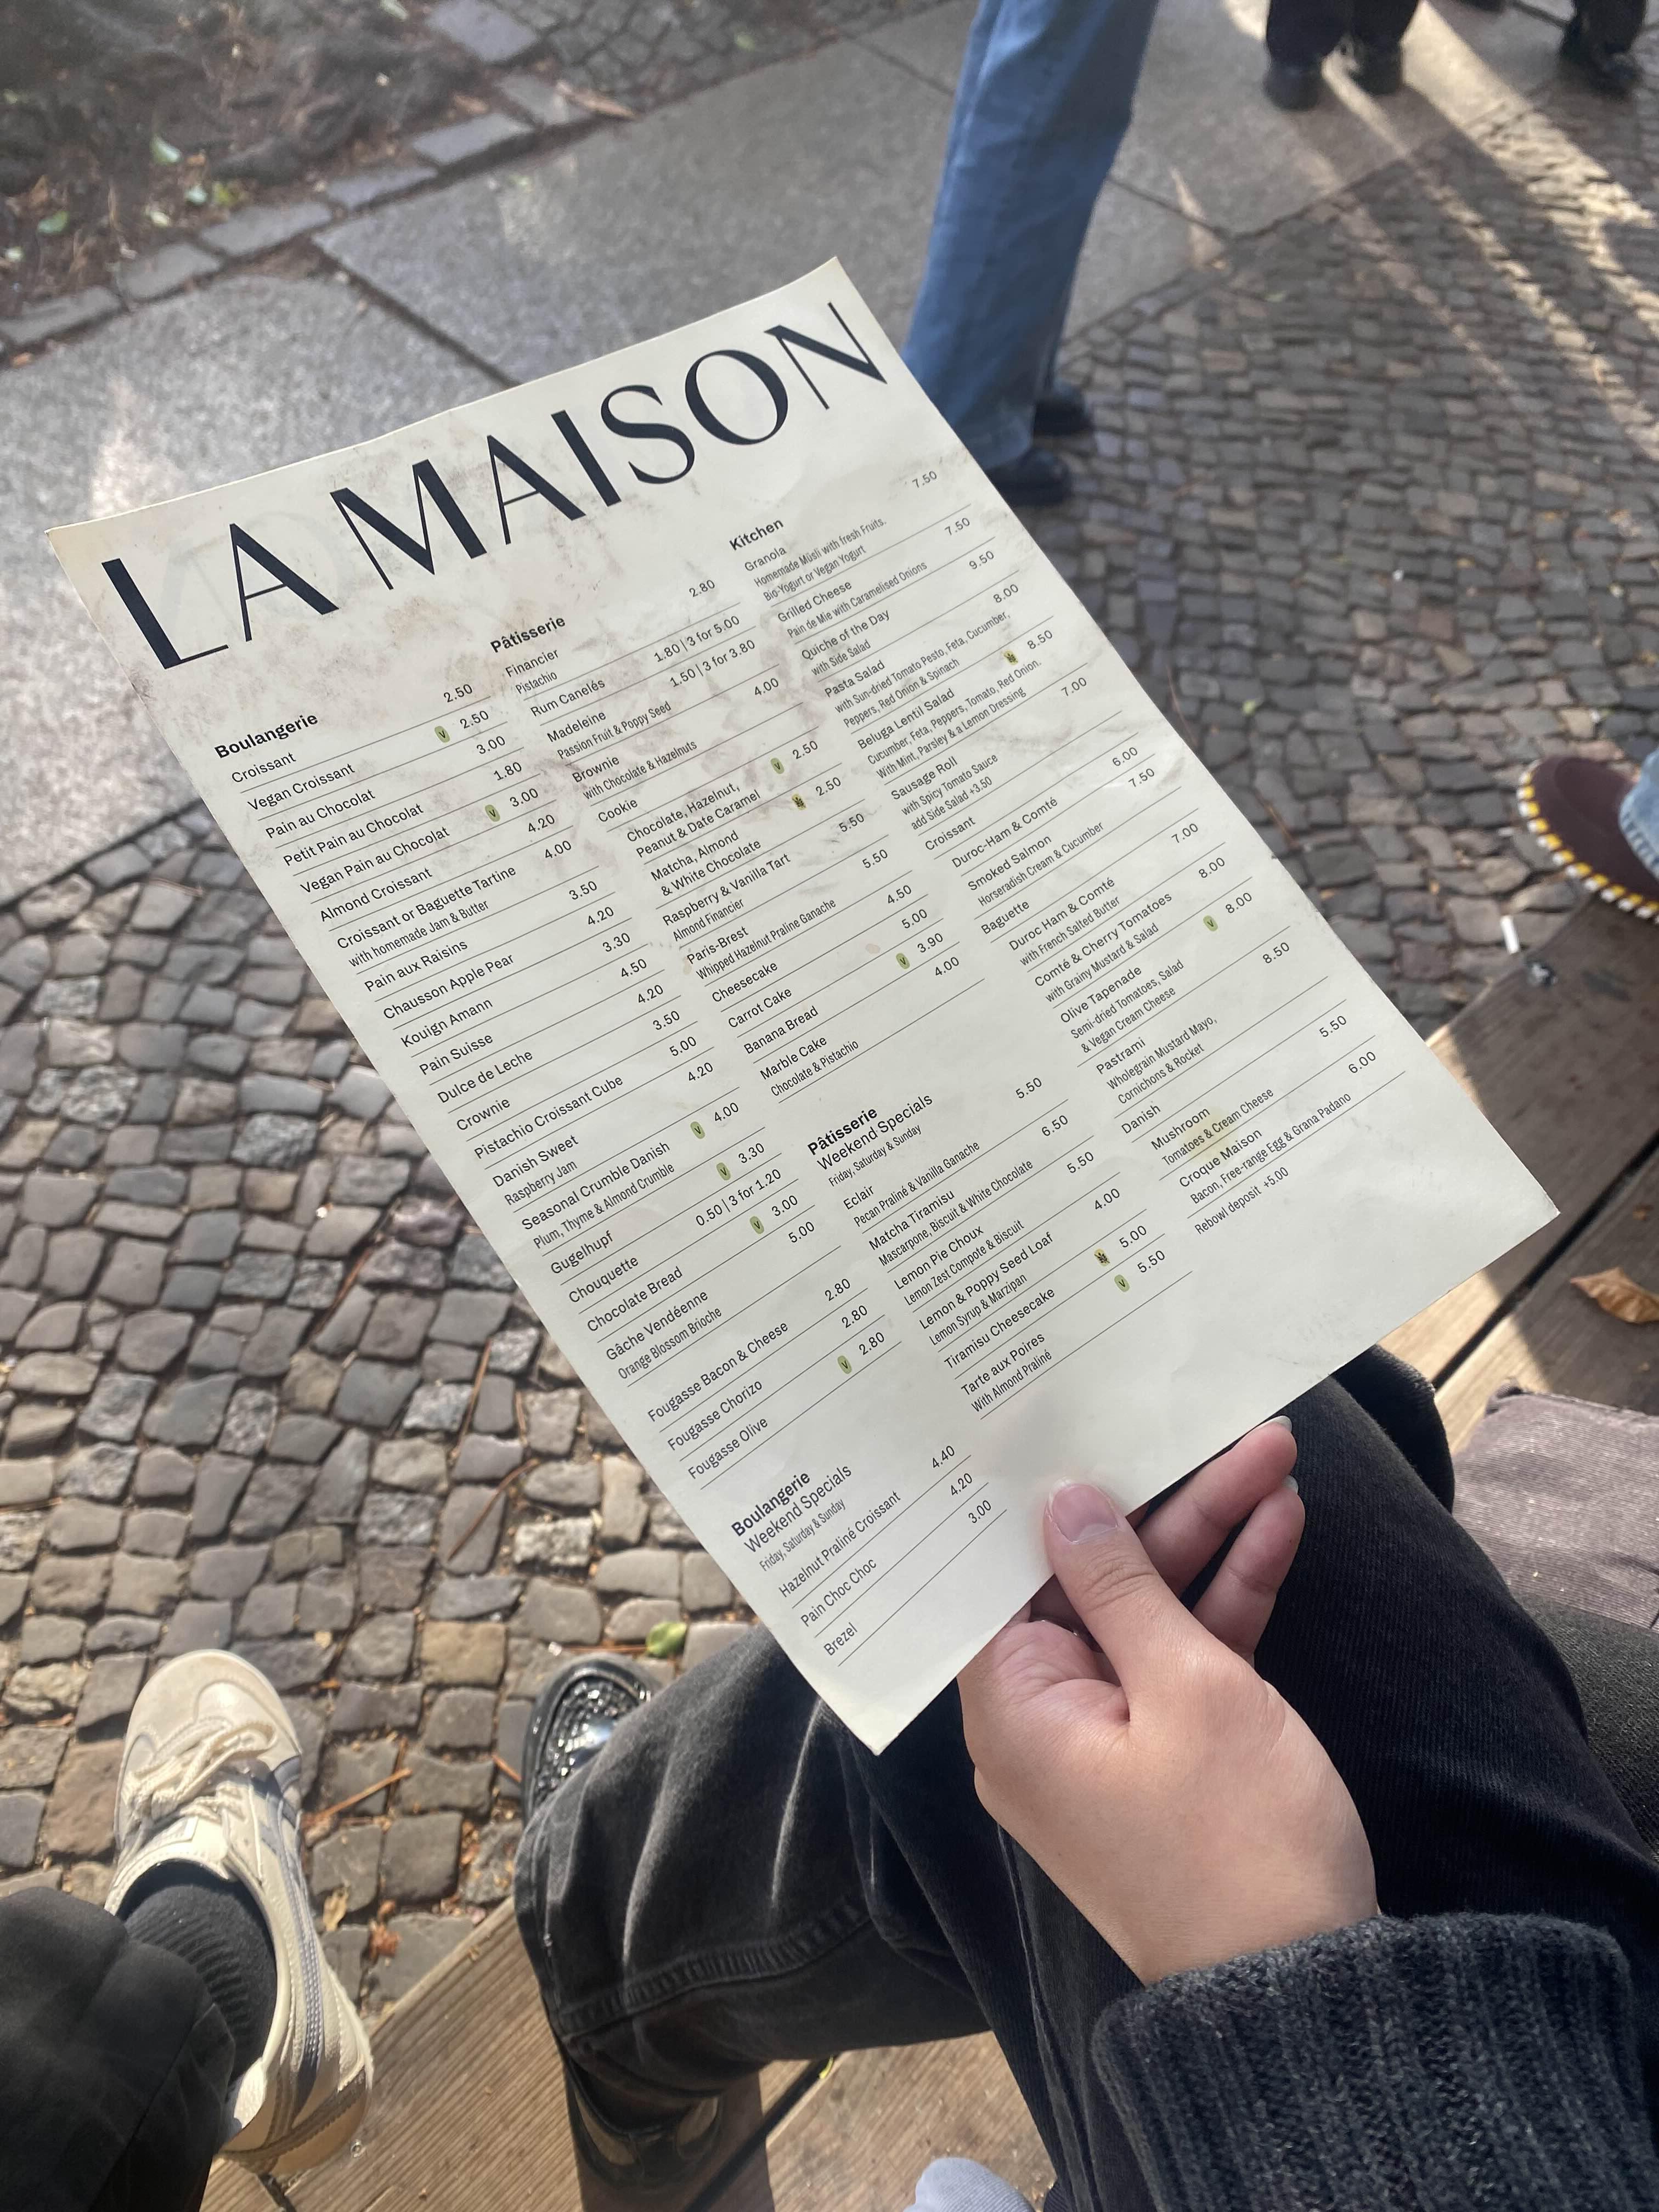 LA MAISON
Boulangerie
Croissant 2.50
Vegan Croissant V 2.50
Pain au Chocolat 3.00
Petit Pain au Chocolat 1.80
Vegan Pain au Chocolat V 3.00
Almond Croissant 4.20
Croissant or Baguette Tartine 4.00
with homemade Jam & Butter
Pain aux Raisins 3.50
Chausson Apple Pear 4.20
Kouign Amann 3.30
Pain Suisse 4.50
Dulce de Leche 4.20
Crownie 3.50
Pistachio Croissant Cube 5.00
Danish Sweet 4.20
Raspberry Jam
Seasonal Crumble Danish V 4.00
Plum, Thyme & Almond Crumble
Gugelhupf V 3.30
Chouquette 0.50 | 3 for 1.20
Chocolate Bread V 3.00
Gâche Vendéenne 5.00
Orange Blossom Brioche
Fougasse Bacon & Cheese 2.80
Fougasse Chorizo 2.80
Fougasse Olive V 2.80
Boulangerie
Weekend Specials
Friday, Saturday & Sunday
Hazelnut Praliné Croissant 4.40
Pain Choc Choc 4.20
Brezel 3.00
Pâtisserie
Financier 2.80
Pistachio
Rum Canelés 1.80 | 3 for 5.00
Madeleine 1.50 | 3 for 3.80
Passion Fruit & Poppy Seed
Brownie 4.00
with Chocolate & Hazelnuts
Cookie
Chocolate, Hazelnut, V 2.50
Peanut & Date Caramel
Matcha, Almond 2.50
& White Chocolate
Raspberry & Vanilla Tart 5.50
Almond Financier
Paris-Brest 5.50
Whipped Hazelnut Praline Ganache
Cheesecake 4.50
Carrot Cake 5.00
Banana Bread V 3.90
Marble Cake 4.00
Chocolate & Pistachio
Pâtisserie
Weekend Specials
Friday, Saturday & Sunday
Eclair 5.50
Pecan Praliné & Vanilla Ganache
Matcha Tiramisu 6.50
Mascarpone, Biscuit & White Chocolate
Lemon Pie Choux 5.50
Lemon Zest Compote & Biscuit
Lemon & Poppy Seed Loaf 4.00
Lemon Syrup & Marzipan
Tiramisu Cheesecake 5.00
Tarte aux Poires V 5.50
With Almond Praliné
Kitchen
Granola 7.50
Homemade Müsli with fresh Fruits.
Bio-Yogurt or Vegan Yogurt
Grilled Cheese 7.50
Pain de Mie with Caramelised Onions
Quiche of the Day 9.50
with Side Salad
Pasta Salad 8.00
with Sun-dried Tomato Pesto, Feta, Cucumber,
Peppers, Red Onion & Spinach
Beluga Lentil Salad 8.50
Cucumber, Feta, Peppers, Tomato, Red Onion.
With Mint, Parsley & a Lemon Dressing
Sausage Roll 7.00
with Spicy Tomato Sauce
add Side Salad +3.50
Croissant
Duroc-Ham & Comté 6.00
Smoked Salmon 7.50
Horseradish Cream & Cucumber
Baguette
Duroc Ham & Comté 7.00
with French Salted Butter
Comté & Cherry Tomatoes 8.00
with Grainy Mustard & Salad
Olive Tapenade V 8.00
Semi-dried Tomatoes, Salad
& Vegan Cream Cheese
Pastrami 8.50
Wholegrain Mustard Mayo,
Cornichons & Rocket
Danish
Mushroom 5.50
Tomatoes & Cream Cheese
Croque Maison 6.00
Bacon, Free-range Egg & Grana Padano
Rebowl deposit +5.00